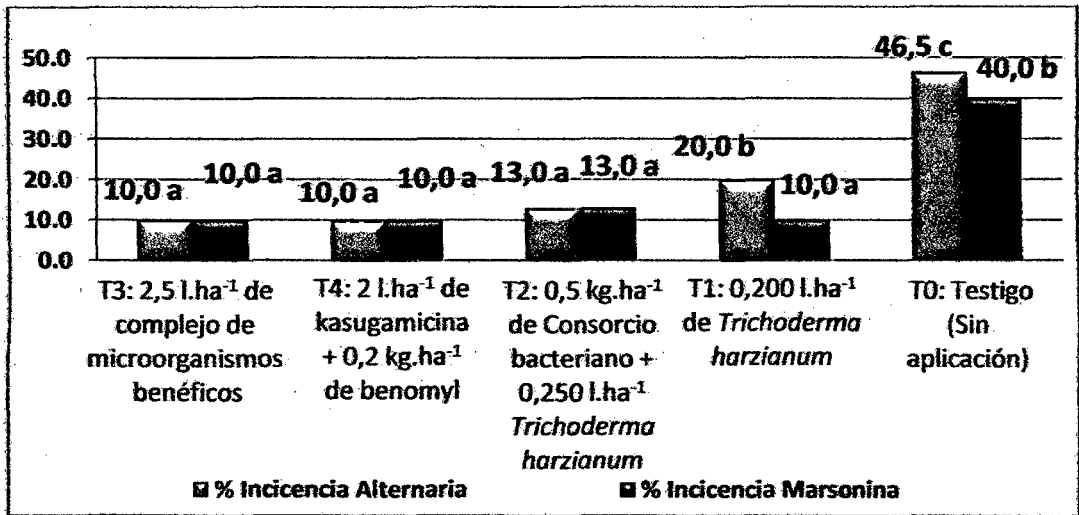 46,5 c
50.0
40,0 b
40.0
30.0
20,0 b
20.0
10,0 a 10,0 a 10,0 a 10,0 a 13,0 a 13,0 a 10,0 a
10.0
0.0
T3: 2,5 l.ha⁻¹ de
complejo de
microorganismos
benéficos
T4: 2 l.ha⁻¹ de
kasugamicina
+ 0,2 kg.ha⁻¹
de benomyl
T2: 0,5 kg.ha⁻¹
de Consorcio
bacteriano +
0,250 l.ha⁻¹
Trichoderma
harzianum
T1: 0,200 l.ha⁻¹
de Trichoderma
harzianum
T0: Testigo
(Sin
aplicación)
% Incicencia Alternaria
% Incicencia Marsonina